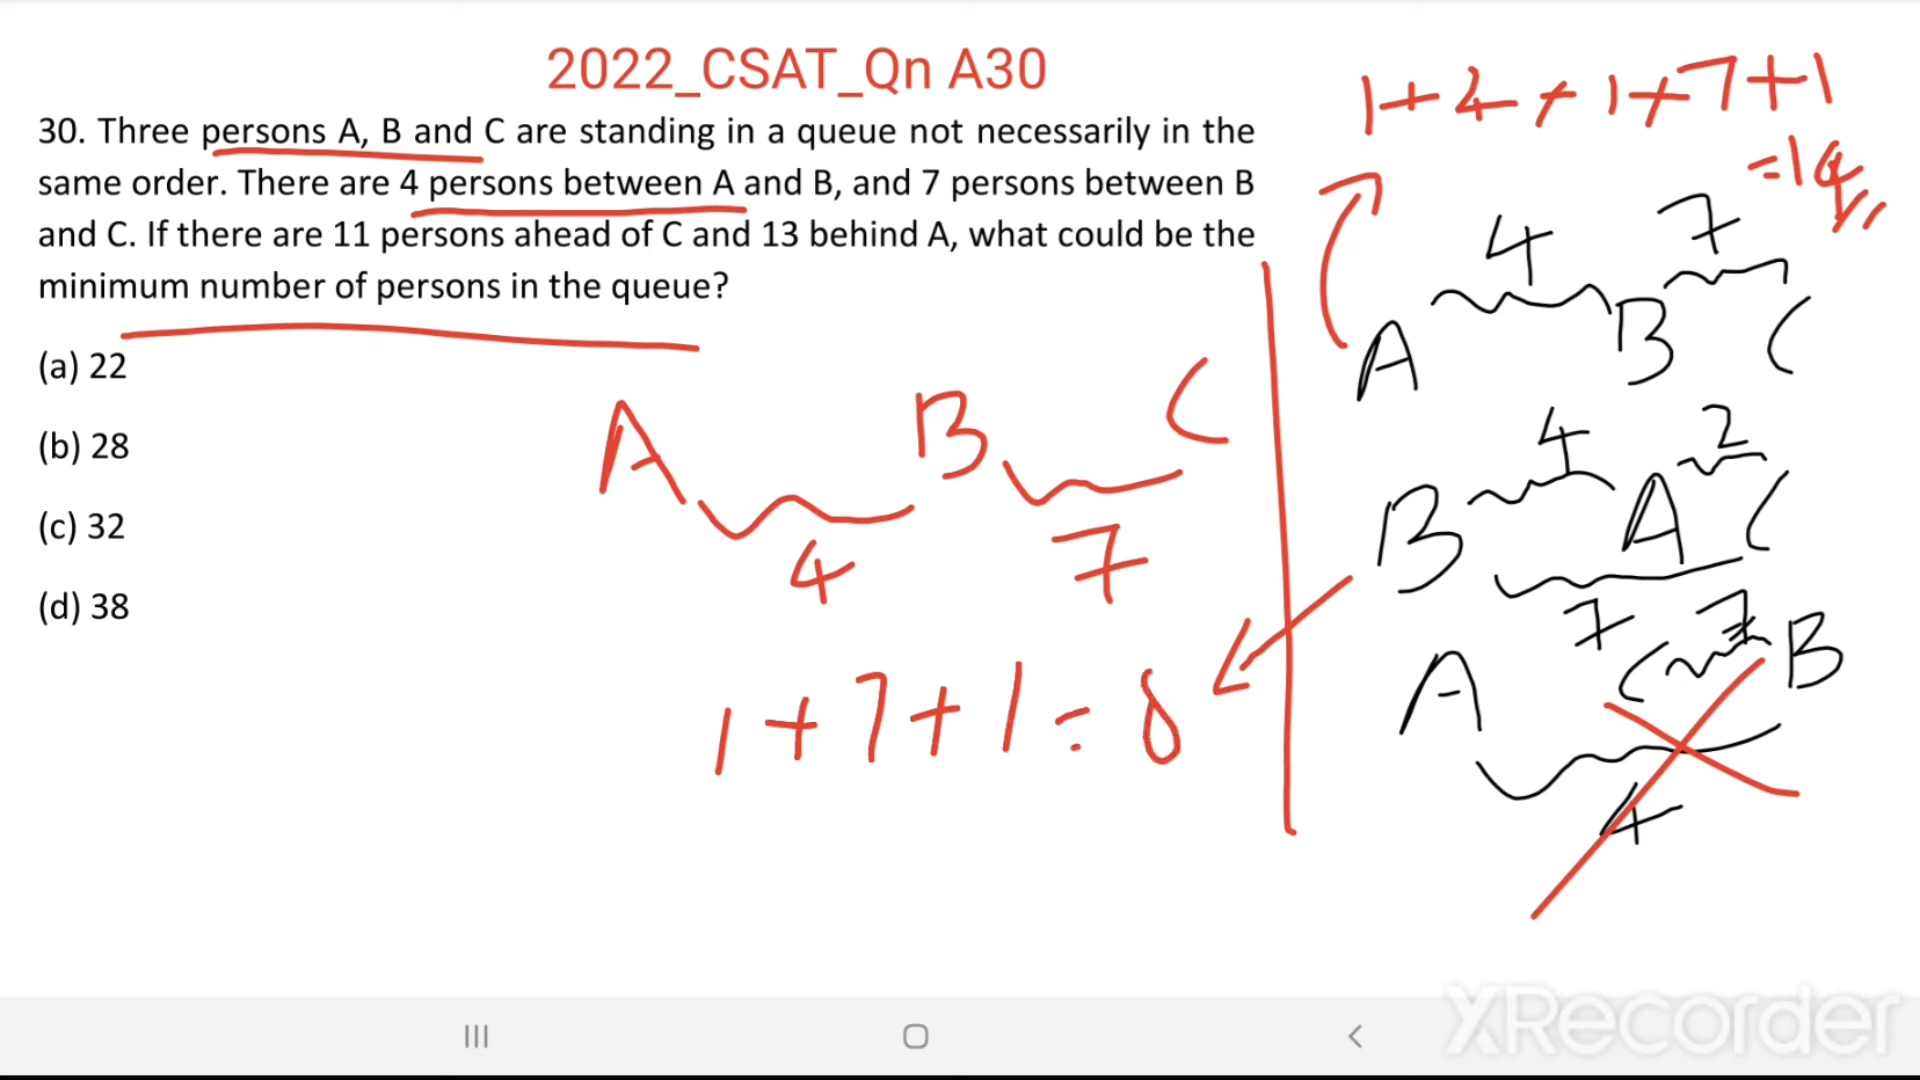 2022_CSAT_Qn A30
30. Three persons A, B and C are standing in a queue not necessarily in the
same order. There are 4 persons between A and B, and 7 persons between B
and C. If there are 11 persons ahead of C and 13 behind A, what could be the
minimum number of persons in the queue?
(a) 22
(b) 28
(c) 32
(d) 38
A B C
4 7
1+7+1=8
1+4+1+7+1
=14
4 7
A B C
4 2
B A C
7
7
A C B
4
XRecorder